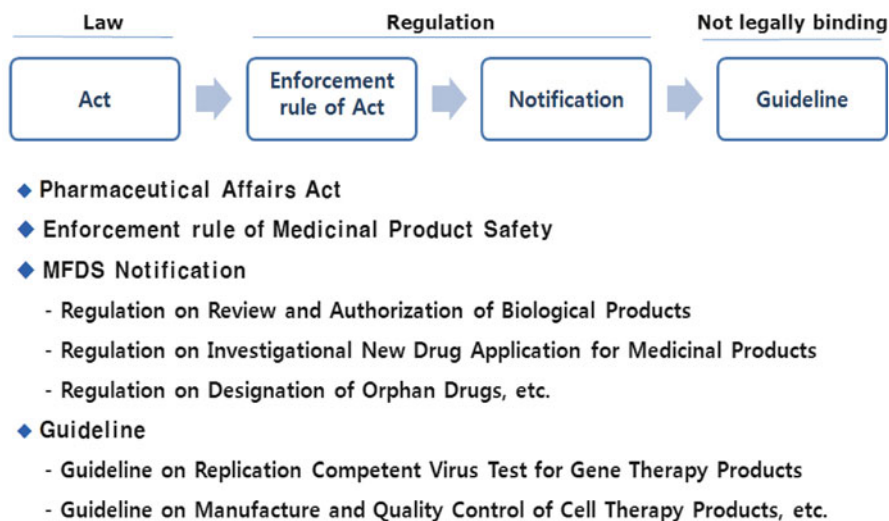 Law Regulation Not legally binding
Act Enforcement rule of Act Notification Guideline
◆ Pharmaceutical Affairs Act
◆ Enforcement rule of Medicinal Product Safety
◆ MFDS Notification
- Regulation on Review and Authorization of Biological Products
- Regulation on Investigational New Drug Application for Medicinal Products
- Regulation on Designation of Orphan Drugs, etc.
◆ Guideline
- Guideline on Replication Competent Virus Test for Gene Therapy Products
- Guideline on Manufacture and Quality Control of Cell Therapy Products, etc.